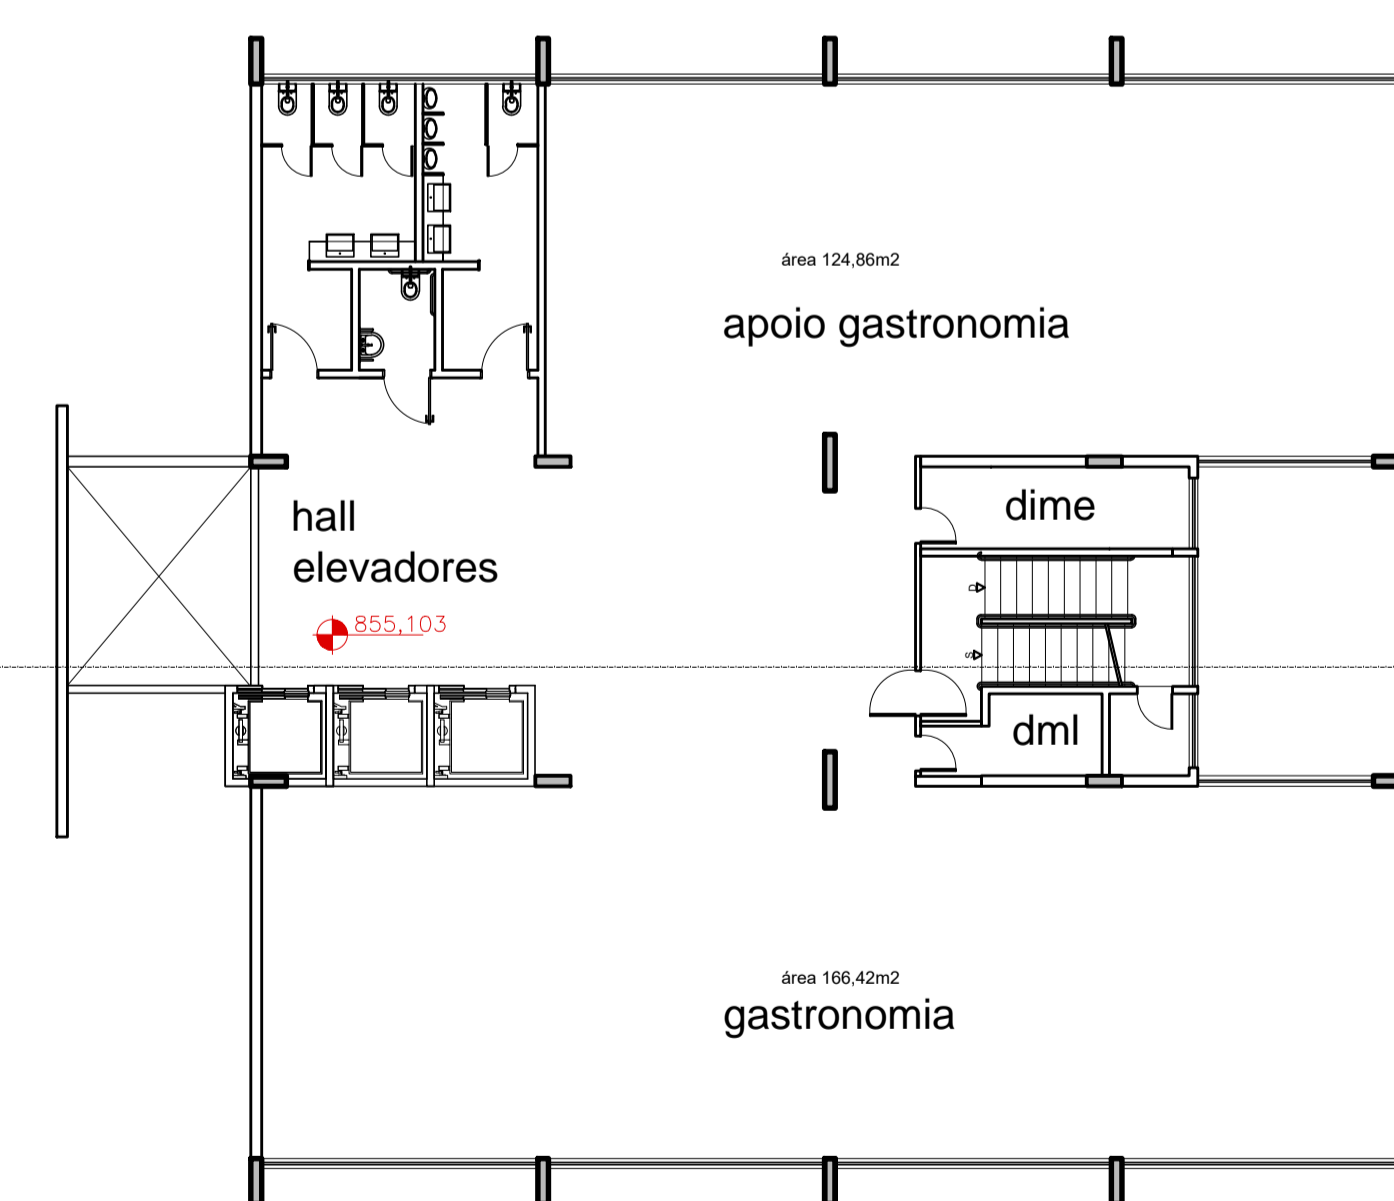 área 124,86m2
apoio gastronomia
hall
elevadores
855,103
dime
D
S
dml
área 166,42m2
gastronomia